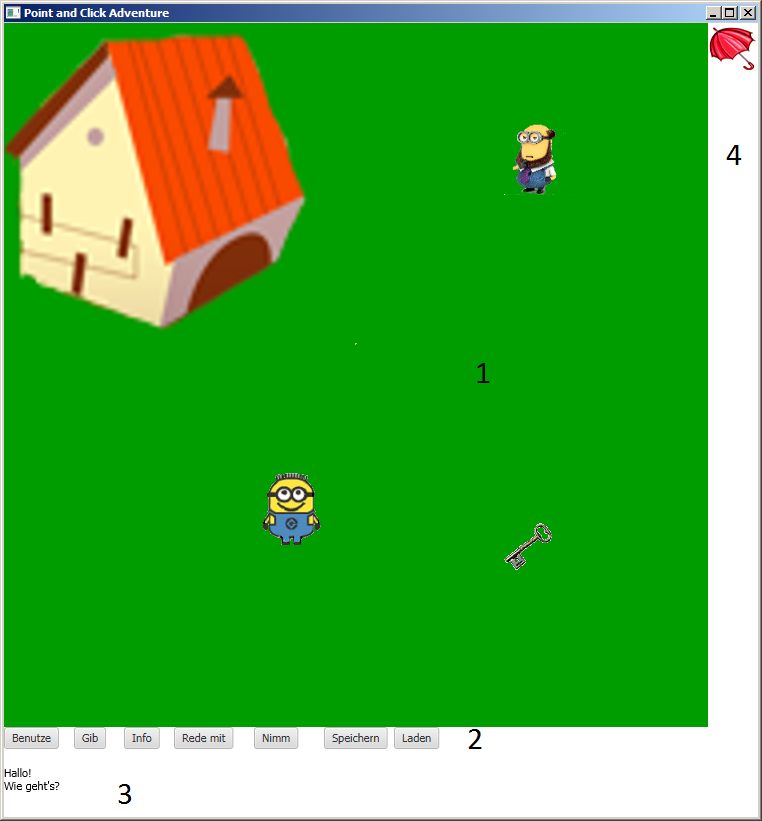 Point and Click Adventure
4
1
Benutze Gib Info Rede mit Nimm Speichern Laden 2
Hallo!
Wie geht's?
3